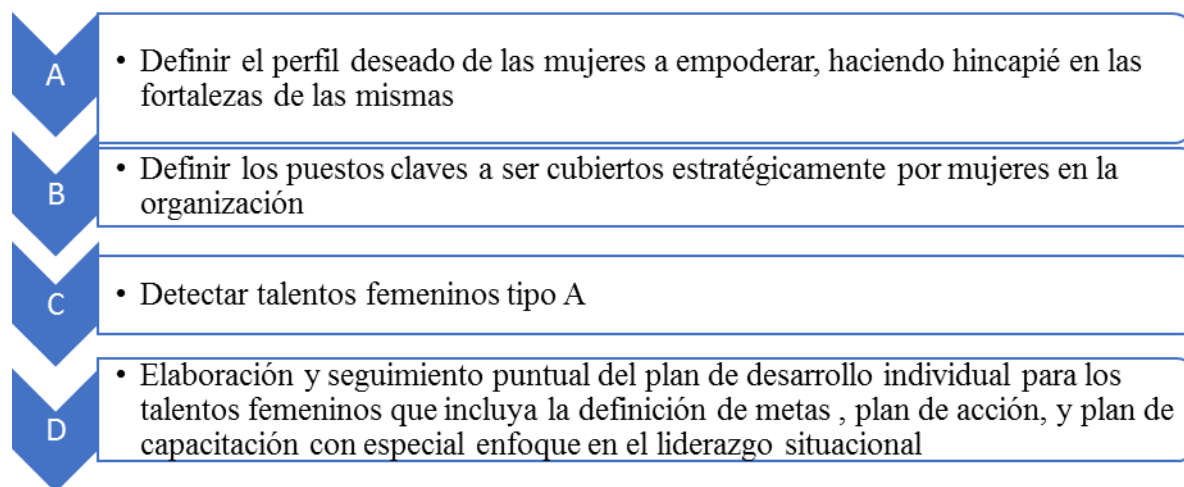 A
• Definir el perfil deseado de las mujeres a empoderar, haciendo hincapié en las
fortalezas de las mismas
B
• Definir los puestos claves a ser cubiertos estratégicamente por mujeres en la
organización
C
• Detectar talentos femeninos tipo A
D
• Elaboración y seguimiento puntual del plan de desarrollo individual para los
talentos femeninos que incluya la definición de metas , plan de acción, y plan de
capacitación con especial enfoque en el liderazgo situacional